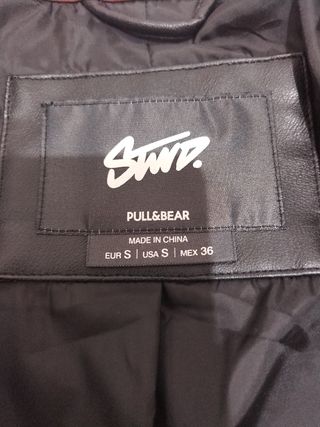 STWD.
PULL&BEAR
MADE IN CHINA
EUR S | USA S | MEX 36